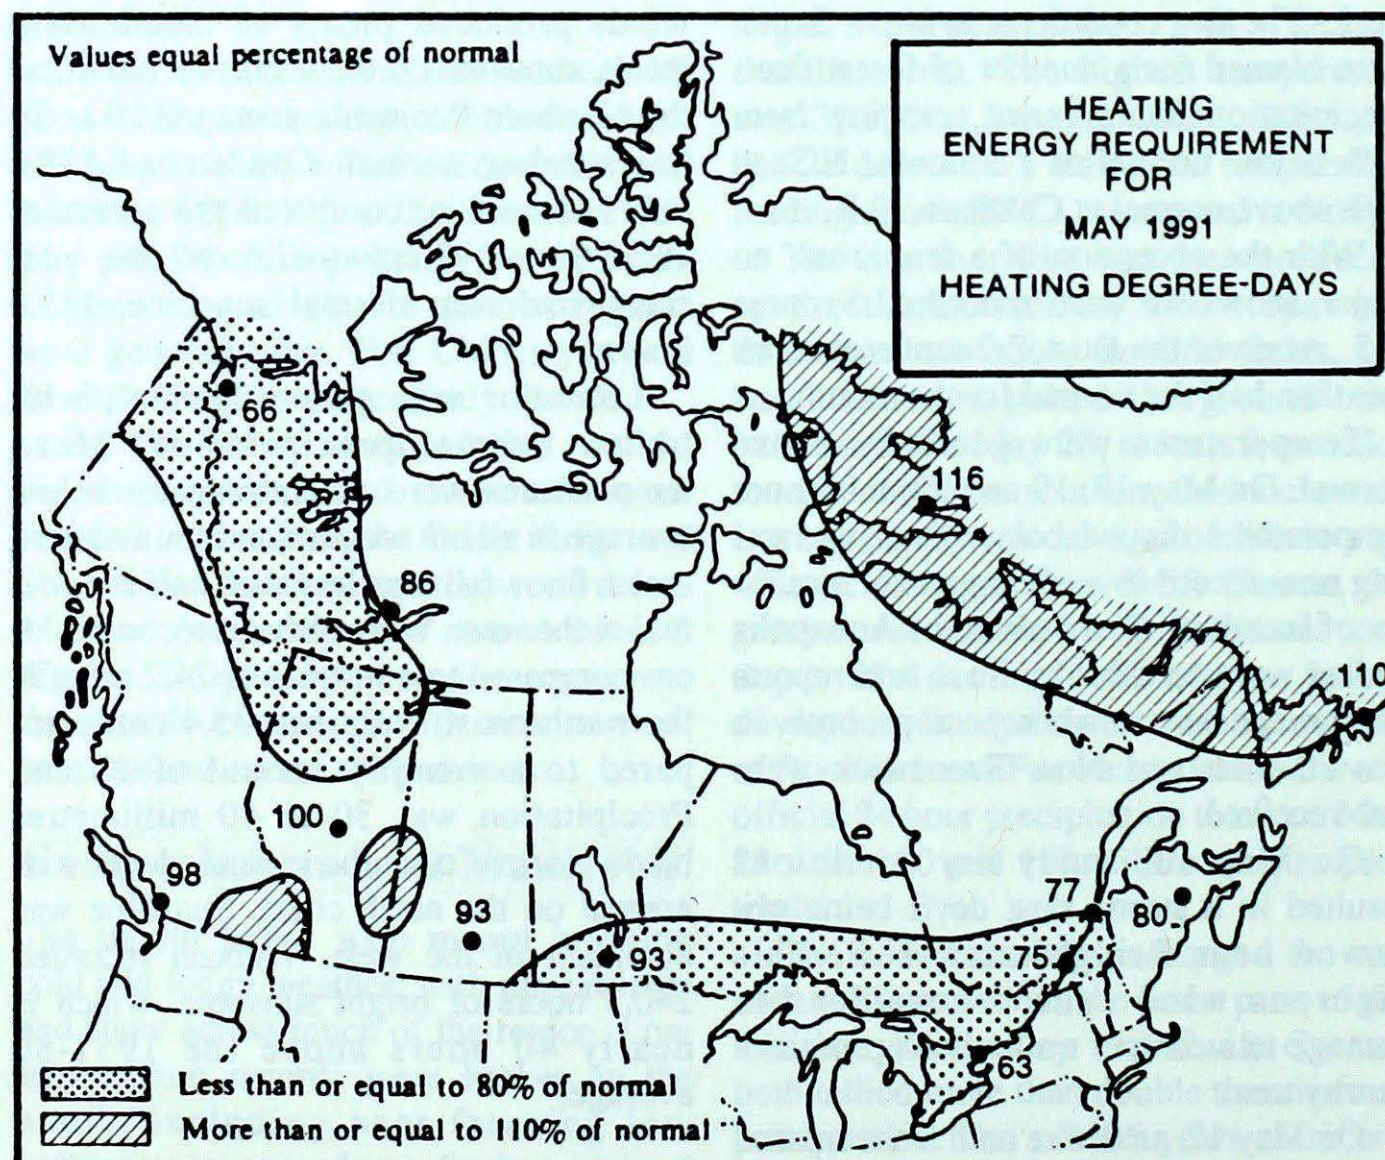 Values equal percentage of normal
HEATING
ENERGY REQUIREMENT
FOR
MAY 1991
HEATING DEGREE-DAYS
66
116
86
110
100
98
77
80
93
93
63
Less than or equal to 80% of normal
More than or equal to 110% of normal